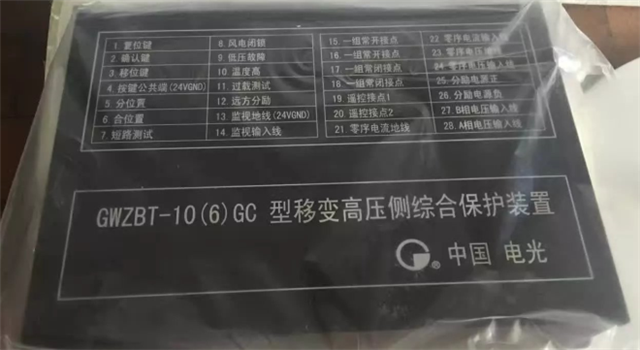 1. 复位键
2. 确认键
3. 移位键
4. 按键公共端(24VGND)
5 分位置
6 合位置
7. 短路测试
8 风电闭锁
9 低压故障
10 温度高
11 过载测试
12 远方分励
13 监视地线(24VGND)
14 监视输入线
15 一组常开接点
16 一组常开接点
17 一组常闭接点
18 一组常闭接点
19 遥控接点1
20 遥控接点2
21 零序电流地线
22 零序电流输入线
23 零序电压地线
24. 零序电压输入线
25. 分励电源正
26. 分励电源负
27. B相电压输入线
28. A相电压输入线
GWZBT-10(6)GC 型移变高压侧综合保护装置
® 中国 电光